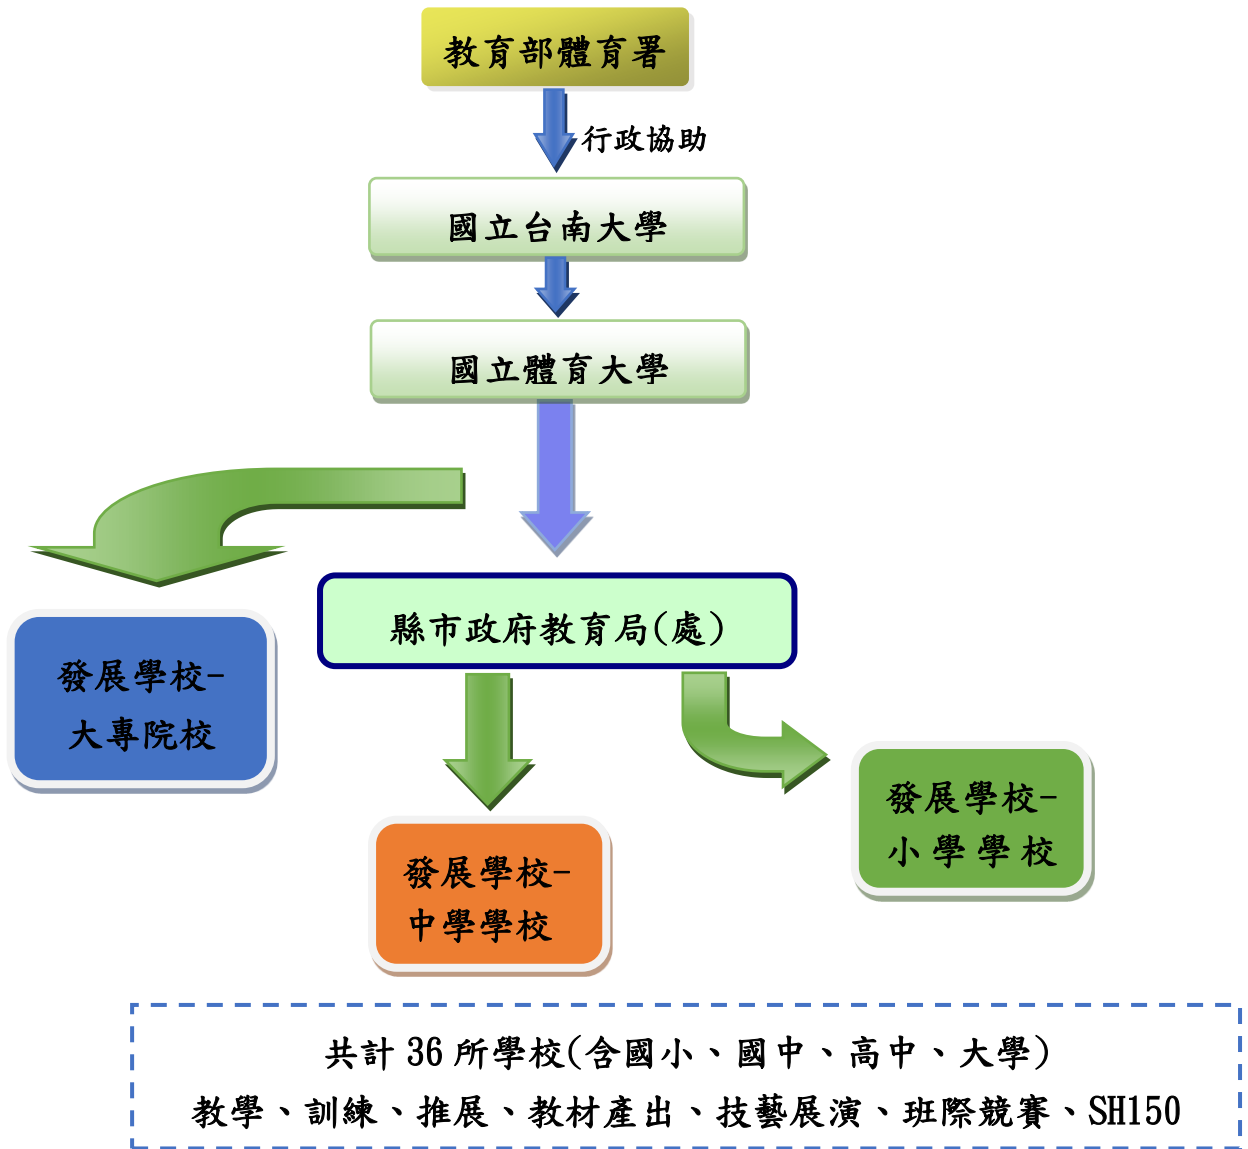 教育部體育署
行政協助
國立台南大學
國立體育大學
縣市政府教育局(處)
發展學校-
大專院校
發展學校-
小學學校
發展學校-
中學學校
共計 36 所學校(含國小、國中、高中、大學)
教學、訓練、推展、教材產出、技藝展演、班際競賽、SH150